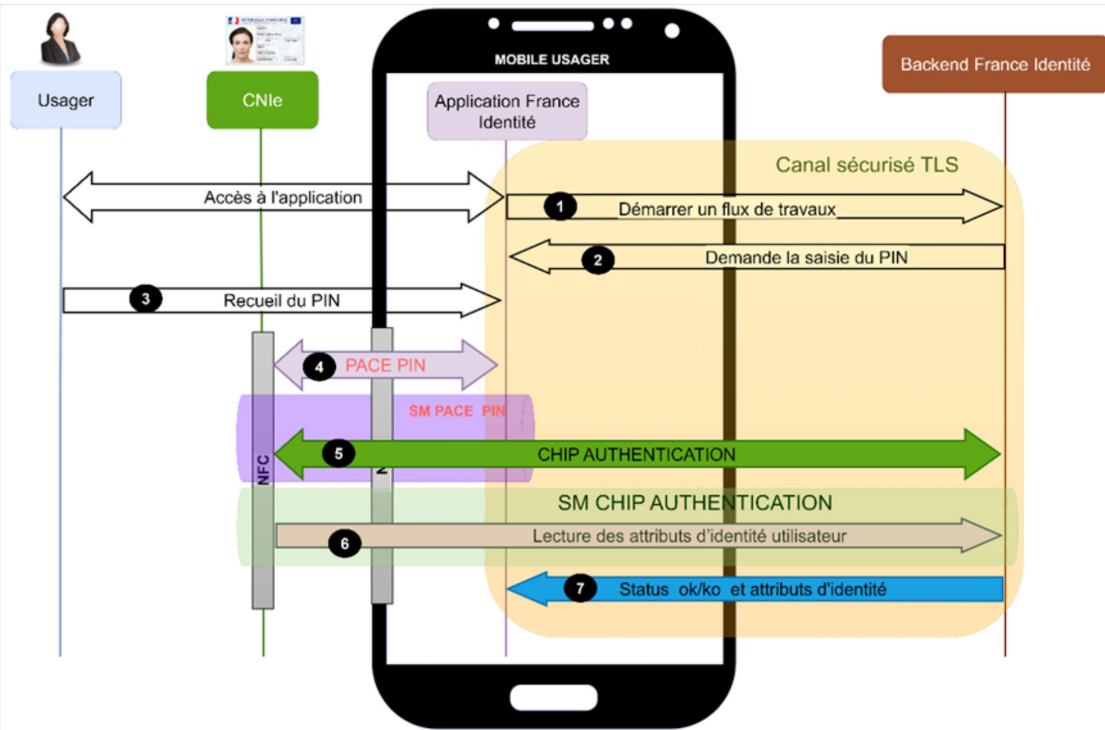 RÉPUBLIQUE FRANÇAISE
MOBILE USAGER
Usager
CNIe
Application France
Identité
Backend France Identité
Canal sécurisé TLS
Accès à l'application
1
Démarrer un flux de travaux
2
Demande la saisie du PIN
3
Recueil du PIN
4
PACE PIN
SM PACE PIN
NFC
N
5
CHIP AUTHENTICATION
SM CHIP AUTHENTICATION
6
Lecture des attributs d'identité utilisateur
7
Status ok/ko et attributs d'identité